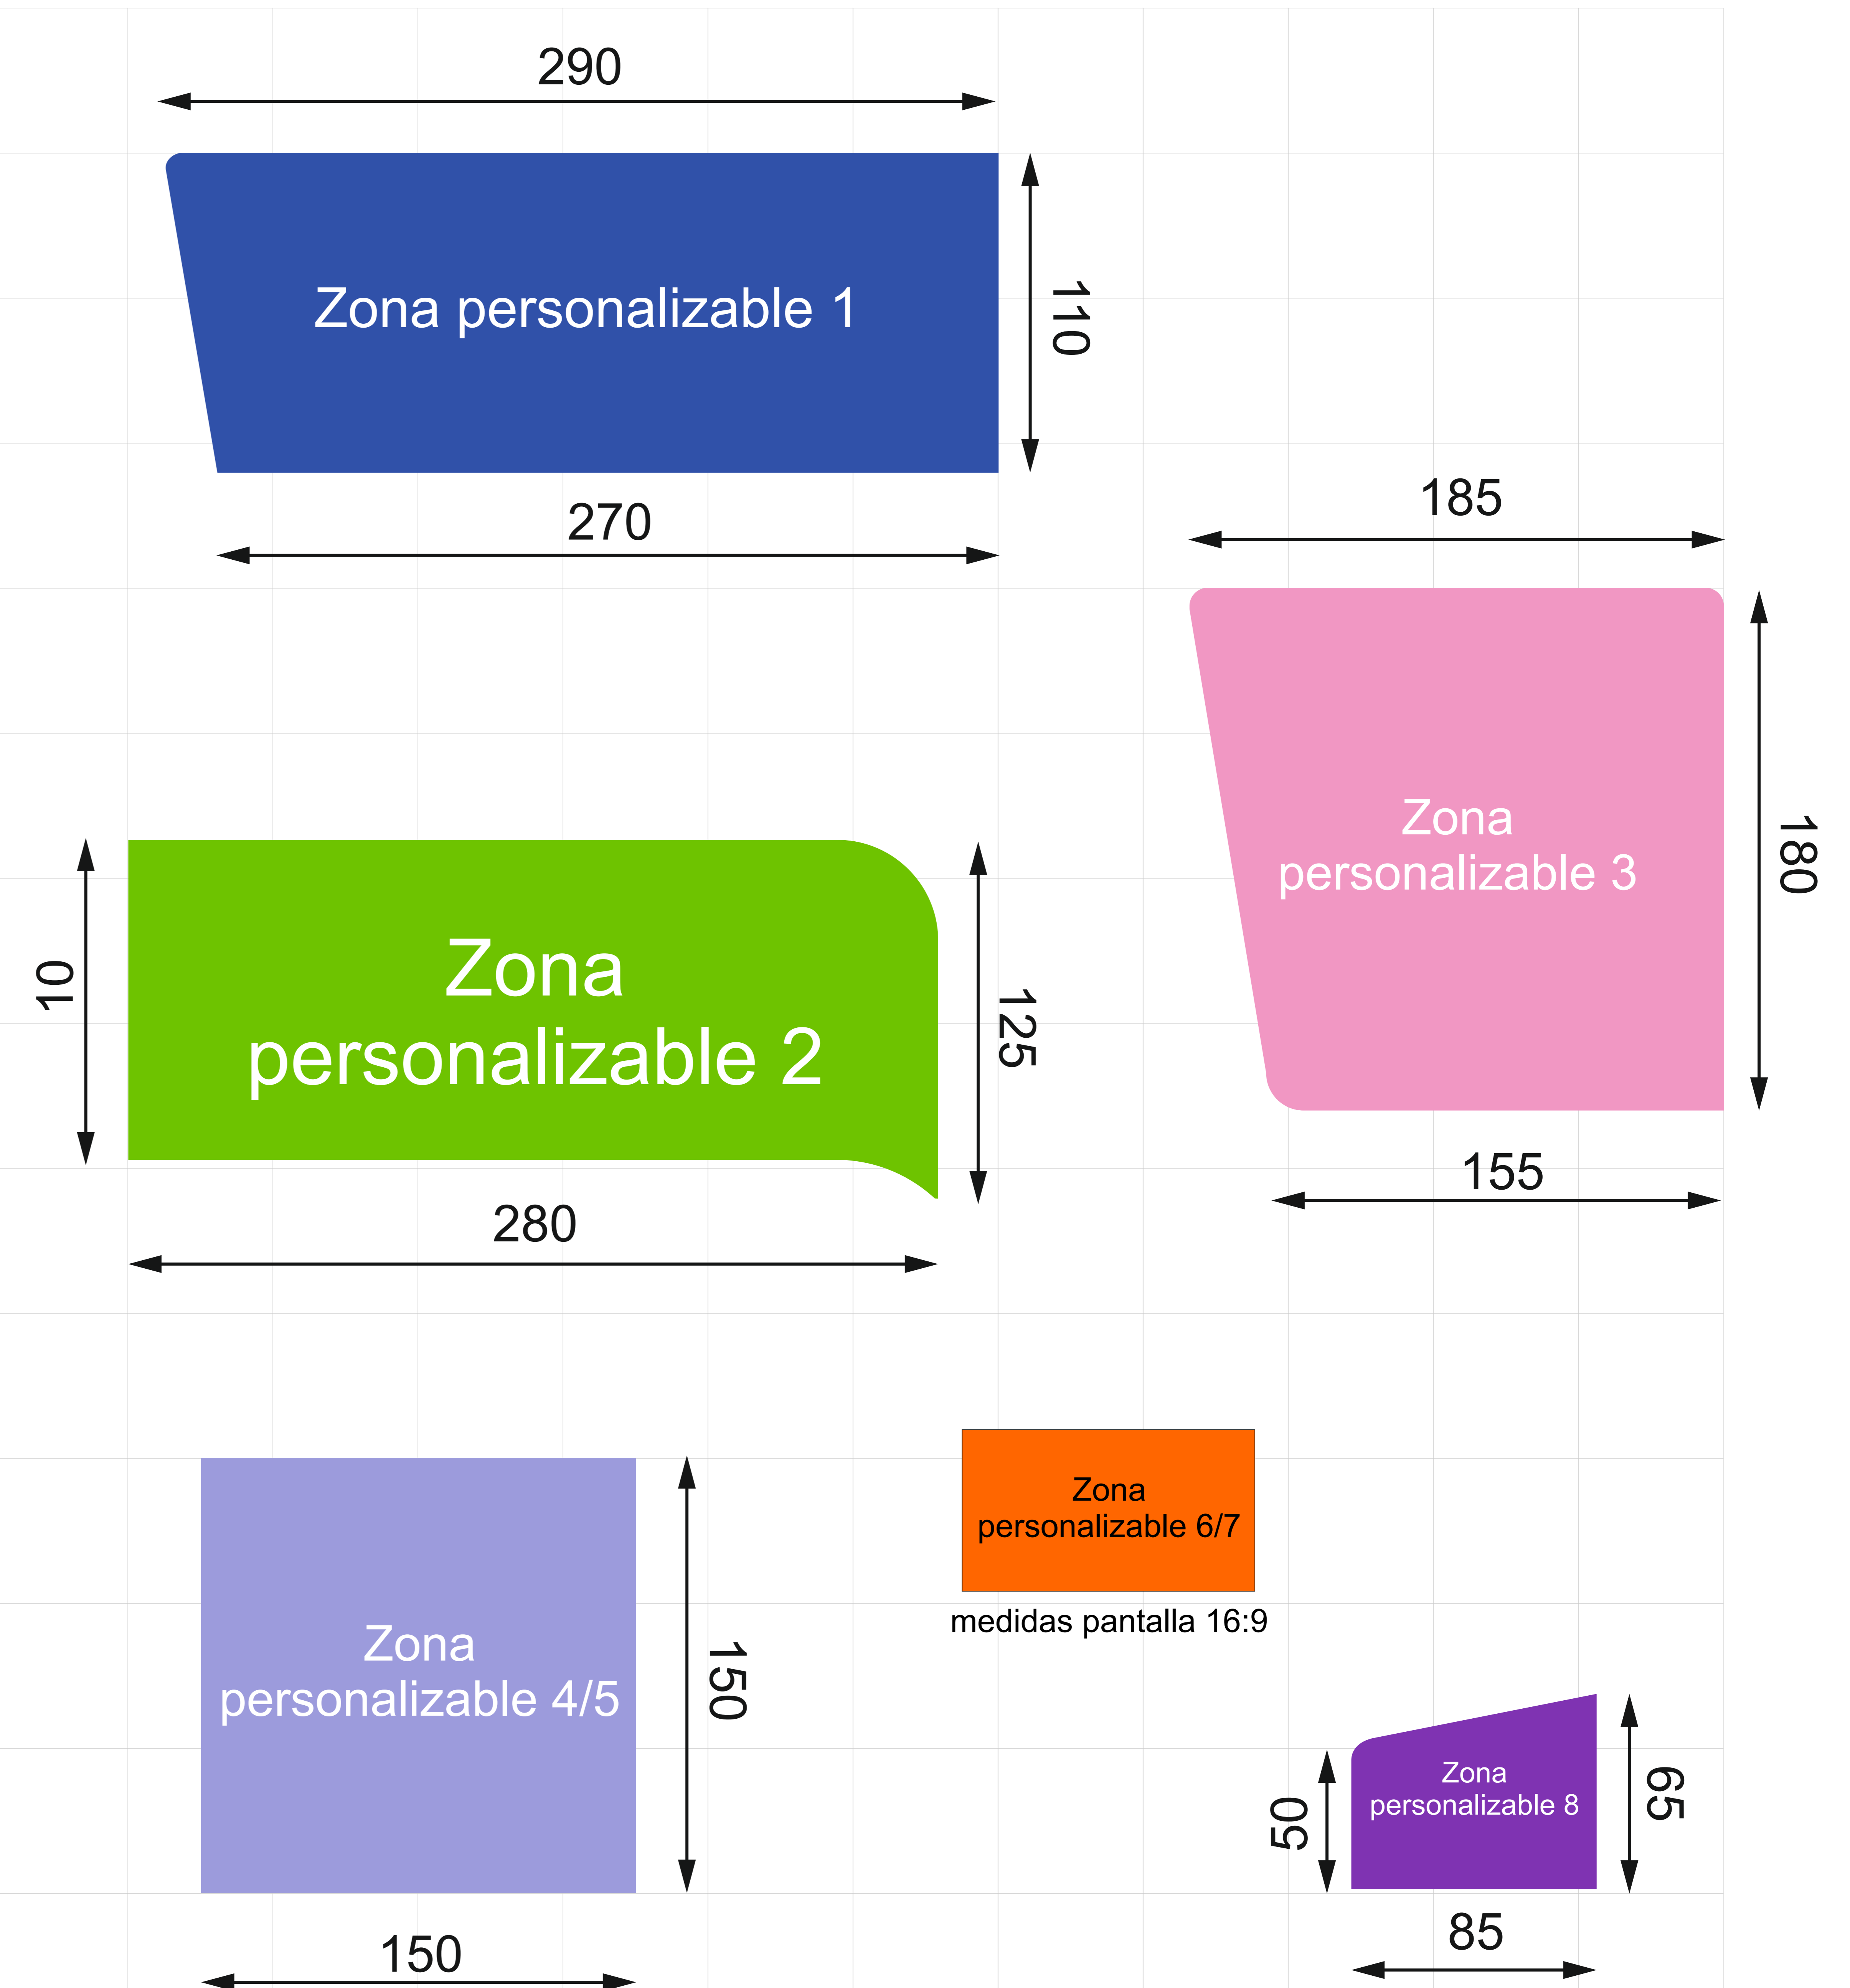 290
Zona personalizable 1
110
270
185
Zona
personalizable 3
180
155
10
Zona
personalizable 2
125
280
Zona
personalizable 4/5
150
150
Zona
personalizable 6/7
medidas pantalla 16:9
Zona
personalizable 8
50
65
85